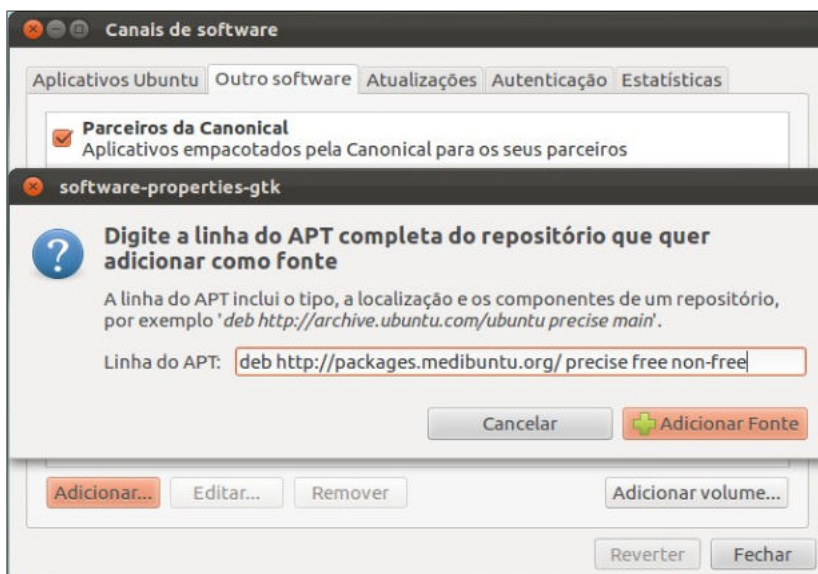 Canais de software
Aplicativos Ubuntu Outro software Atualizações Autenticação Estatísticas
Parceiros da Canonical
Aplicativos empacotados pela Canonical para os seus parceiros
software-properties-gtk
Digite a linha do APT completa do repositório que quer
adicionar como fonte
A linha do APT inclui o tipo, a localização e os componentes de um repositório,
por exemplo 'deb http://archive.ubuntu.com/ubuntu precise main'.
Linha do APT: deb http://packages.medibuntu.org/ precise free non-free
Cancelar Adicionar Fonte
Adicionar... Editar... Remover Adicionar volume...
Reverter Fechar